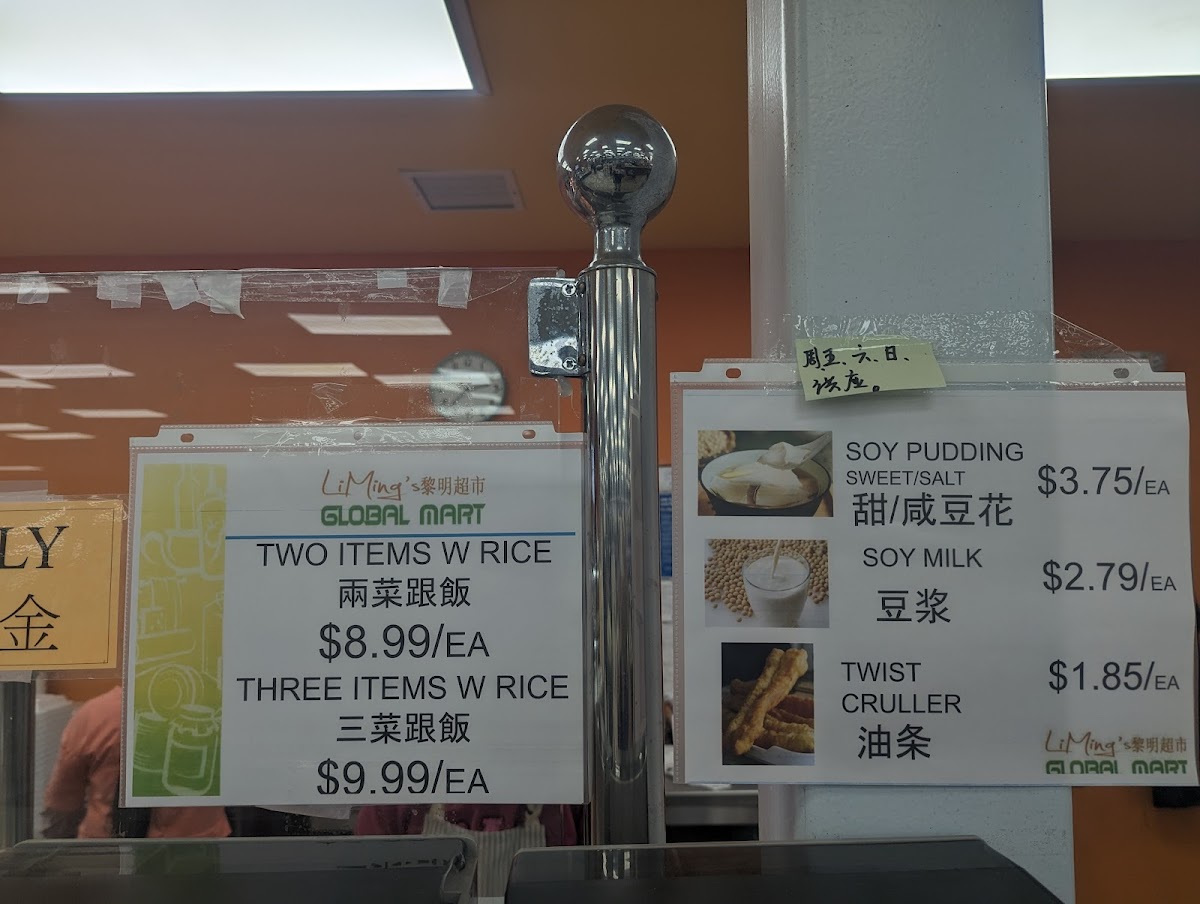 LY
金
LiMing's黎明超市
GLOBAL MART
TWO ITEMS W RICE
兩菜跟飯
$8.99/EA
THREE ITEMS W RICE
三菜跟飯
$9.99/EA
周五、六、日、
供应。
SOY PUDDING
SWEET/SALT
甜/咸豆花
$3.75/EA
SOY MILK
豆浆
$2.79/EA
TWIST
CRULLER
油条
$1.85/EA
LiMing's黎明超市
GLOBAL MART